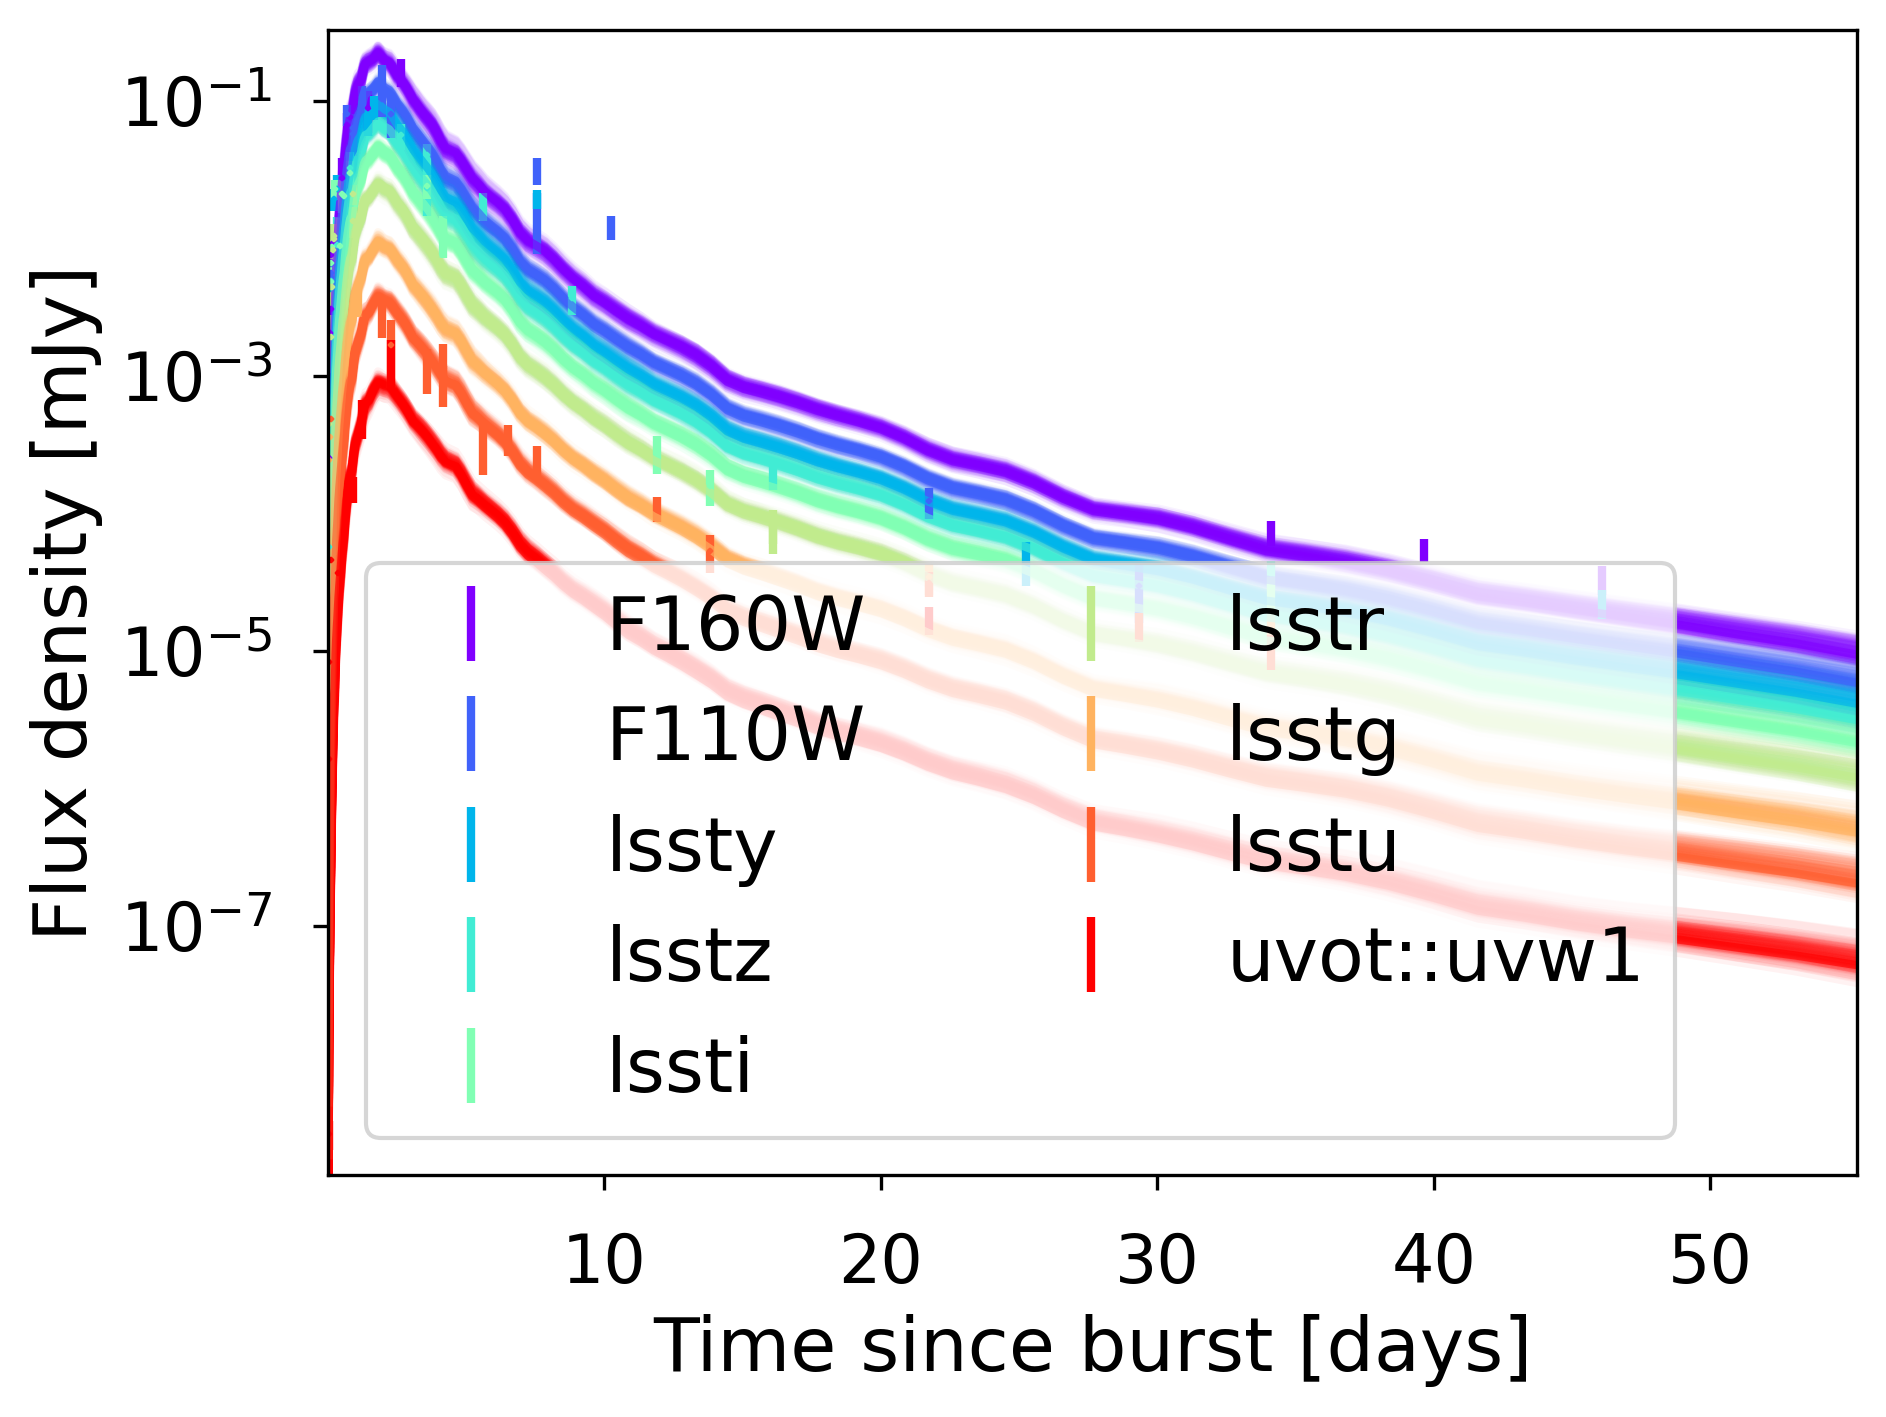 Flux density [mJy]
10⁻¹
10⁻³
10⁻⁵
10⁻⁷
F160W
F110W
lssty
lsstz
lssti
lsstr
lsstg
lsstu
uvot::uvw1
10 20 30 40 50
Time since burst [days]